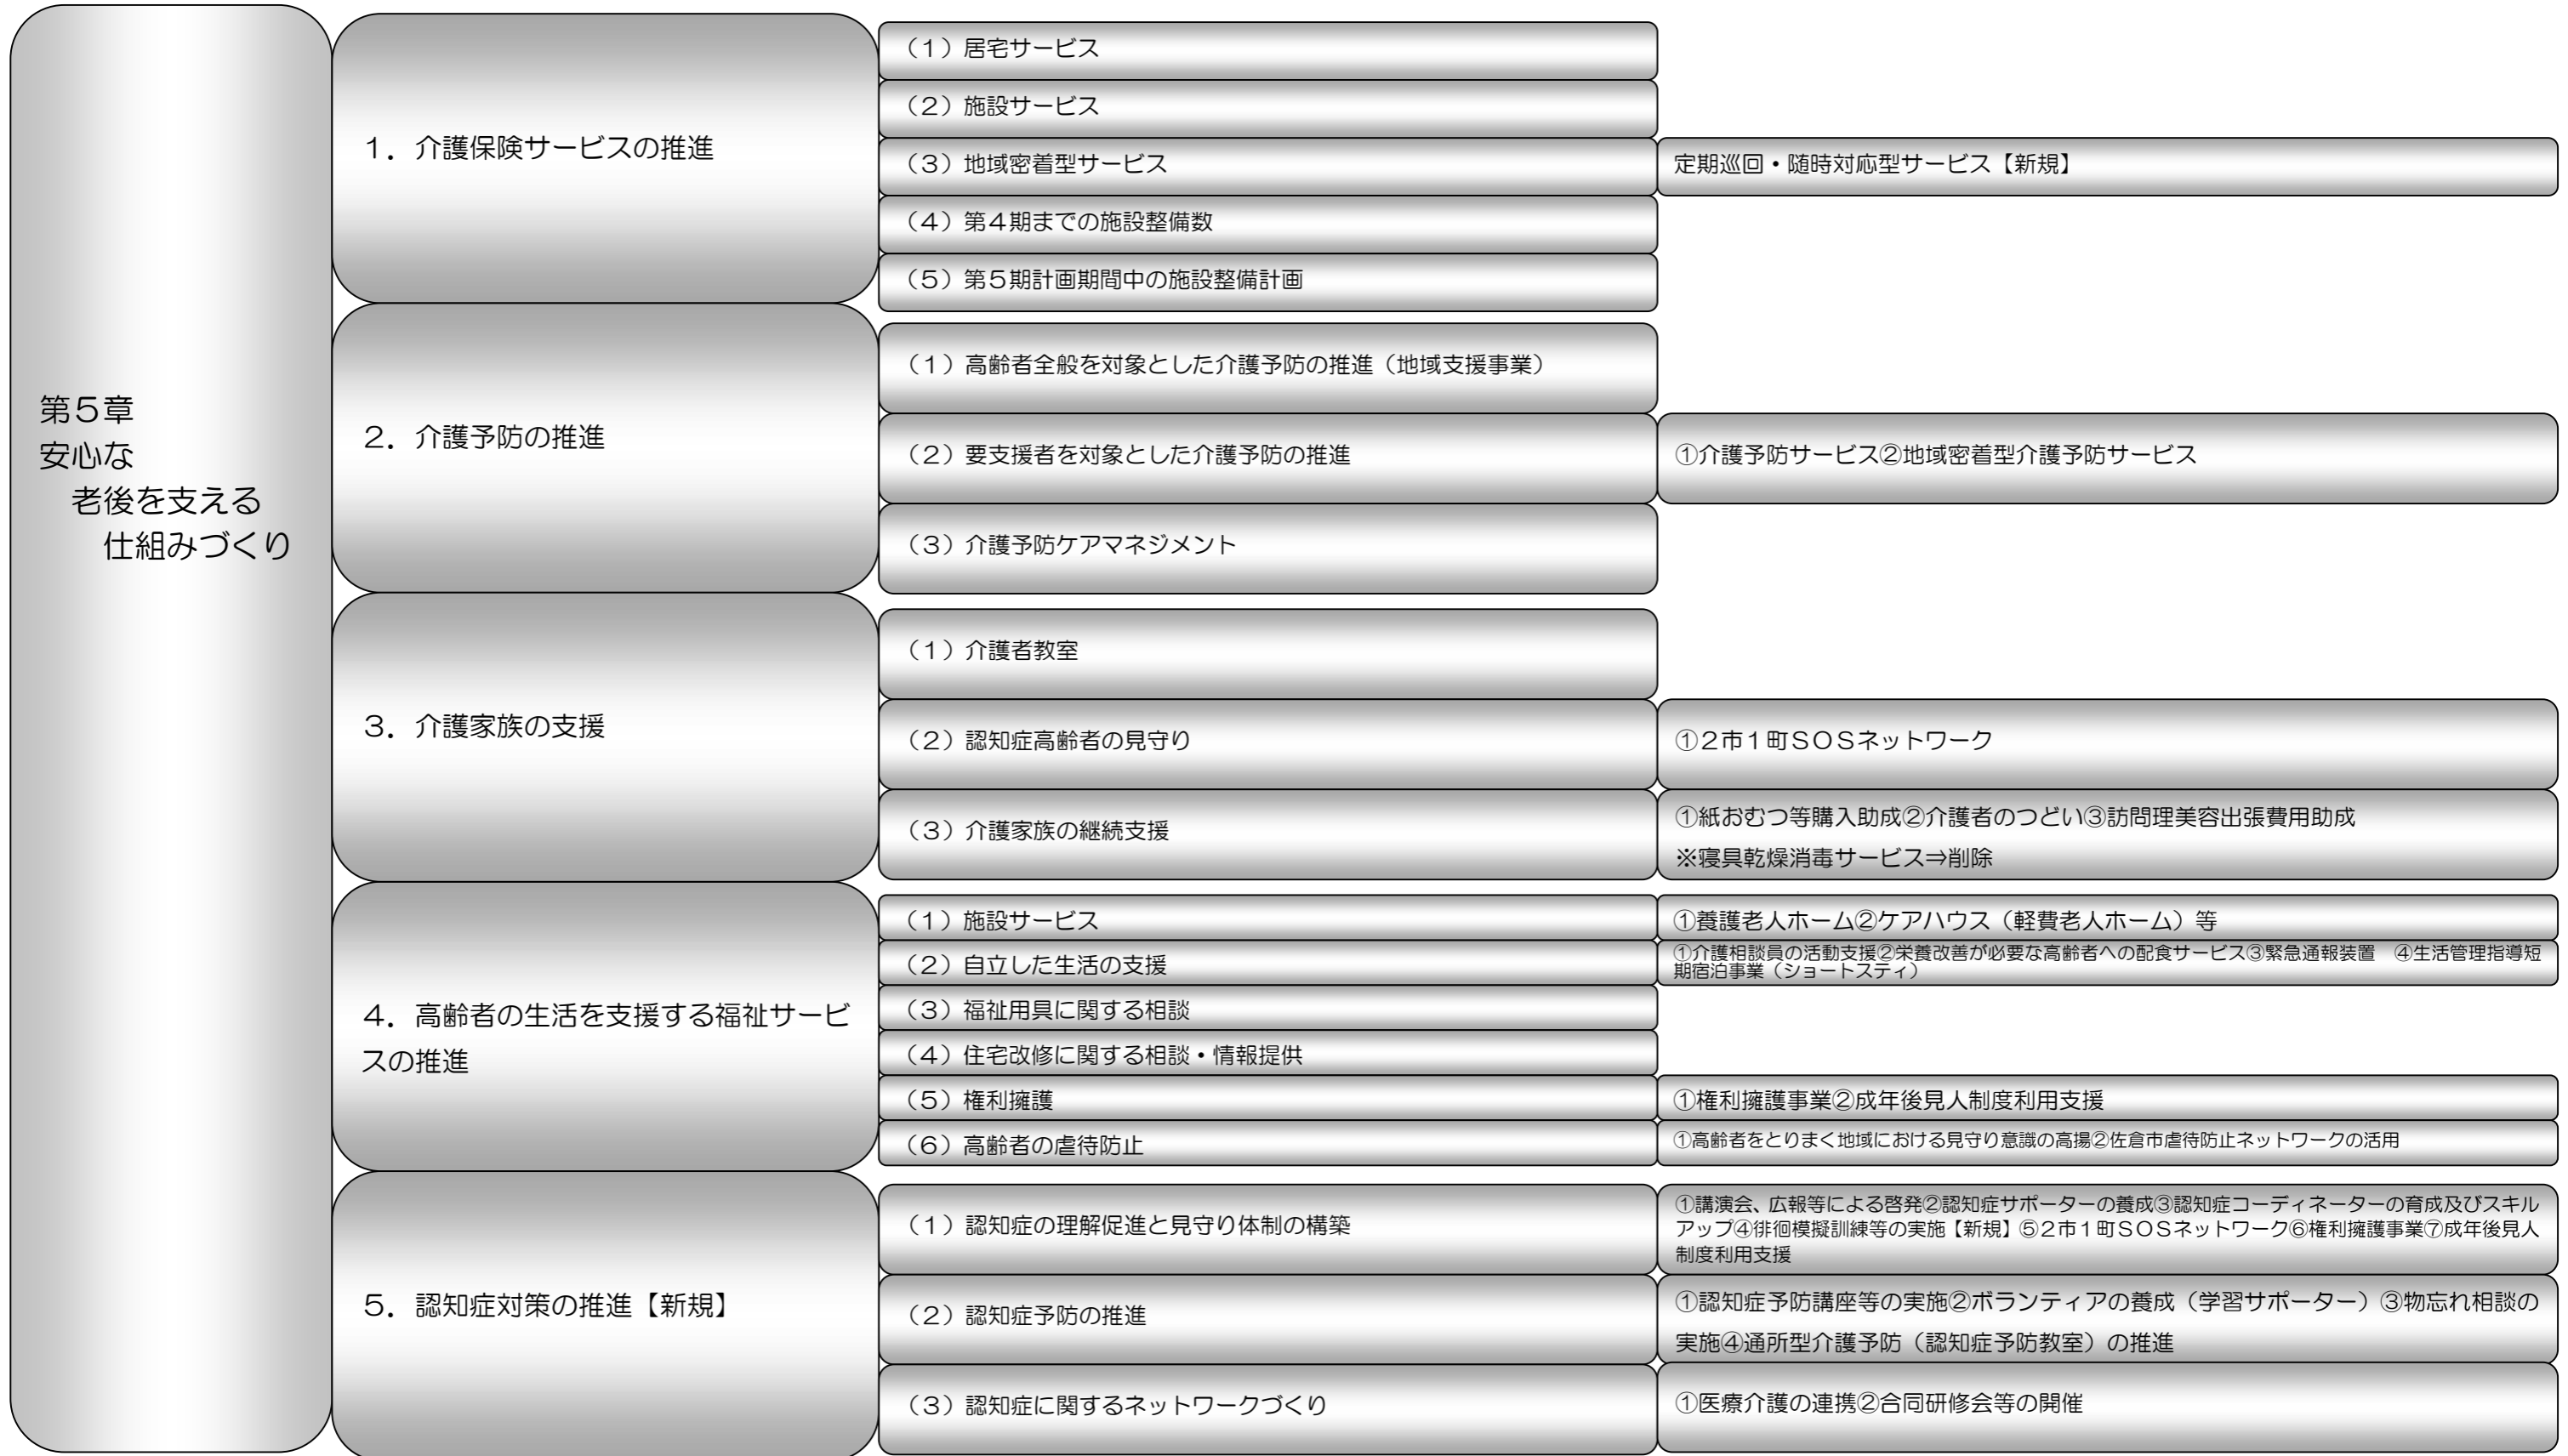 第５章
安心な
老後を支える
仕組みづくり
１．介護保険サービスの推進
（１）居宅サービス
（２）施設サービス
（３）地域密着型サービス
定期巡回・随時対応型サービス【新規】
（４）第４期までの施設整備数
（５）第５期計画期間中の施設整備計画
２．介護予防の推進
（１）高齢者全般を対象とした介護予防の推進（地域支援事業）
（２）要支援者を対象とした介護予防の推進
①介護予防サービス②地域密着型介護予防サービス
（３）介護予防ケアマネジメント
３．介護家族の支援
（１）介護者教室
（２）認知症高齢者の見守り
①２市１町ＳＯＳネットワーク
（３）介護家族の継続支援
①紙おむつ等購入助成②介護者のつどい③訪問理美容出張費用助成
※寝具乾燥消毒サービス⇒削除
４．高齢者の生活を支援する福祉サービ
スの推進
（１）施設サービス
①養護老人ホーム②ケアハウス（軽費老人ホーム）等
（２）自立した生活の支援
①介護相談員の活動支援②栄養改善が必要な高齢者への配食サービス③緊急通報装置　④生活管理指導短
期宿泊事業（ショートスティ）
（３）福祉用具に関する相談
（４）住宅改修に関する相談・情報提供
（５）権利擁護
①権利擁護事業②成年後見人制度利用支援
（６）高齢者の虐待防止
①高齢者をとりまく地域における見守り意識の高揚②佐倉市虐待防止ネットワークの活用
５．認知症対策の推進【新規】
（１）認知症の理解促進と見守り体制の構築
①講演会、広報等による啓発②認知症サポーターの養成③認知症コーディネーターの育成及びスキル
アップ④徘徊模擬訓練等の実施【新規】⑤２市１町ＳＯＳネットワーク⑥権利擁護事業⑦成年後見人
制度利用支援
（２）認知症予防の推進
①認知症予防講座等の実施②ボランティアの養成（学習サポーター）③物忘れ相談の
実施④通所型介護予防（認知症予防教室）の推進
（３）認知症に関するネットワークづくり
①医療介護の連携②合同研修会等の開催